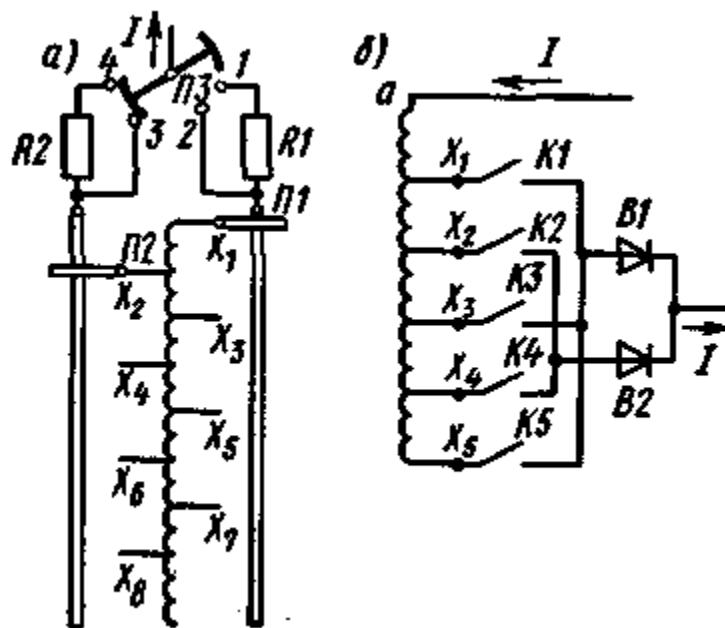 а)
I
4
1
П3
3
2
R2
R1
П1
П2
X₁
X₂
X₃
X₄
X₅
X₆
X₇
X₈
б)
I
a
X₁
K1
X₂
K2
B1
X₃
K3
X₄
K4
B2
I
X₅
K5